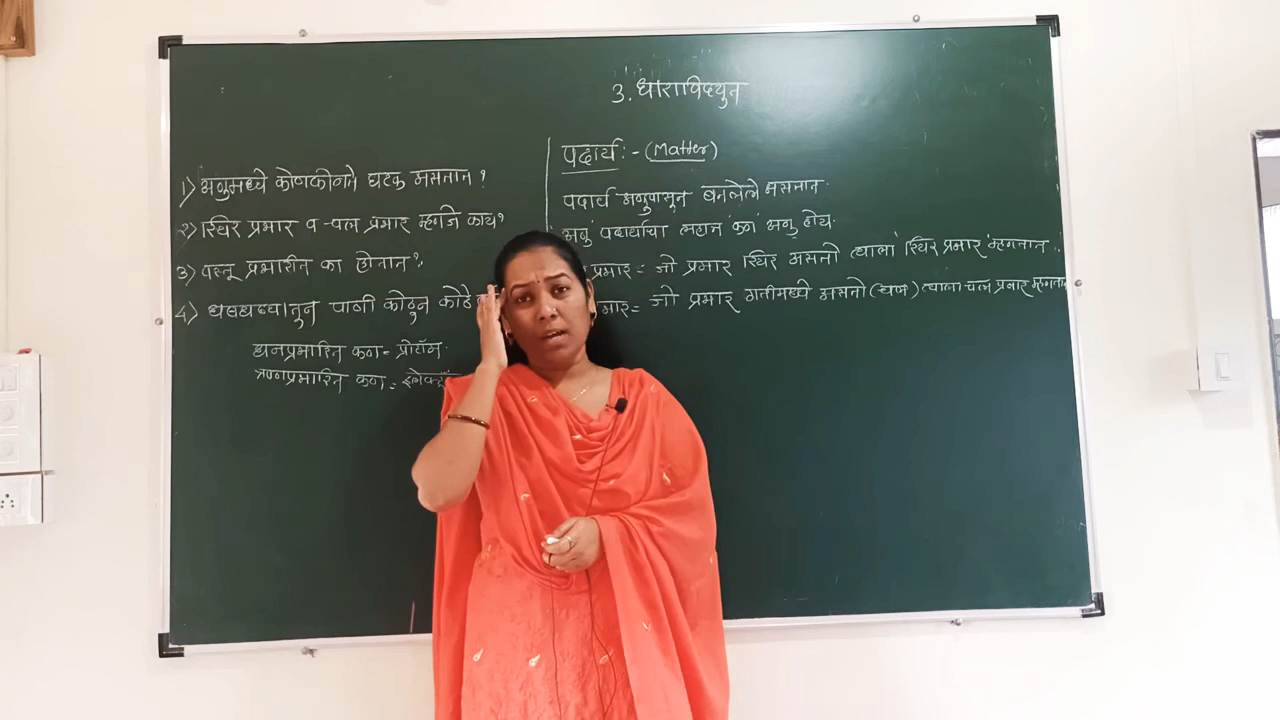 3. धाराविद्युत
1) अणुमध्ये कोणकोणते घटक असतात ?
2) स्थिर प्रभार व चल प्रभार म्हणजे काय?
3) वस्तू प्रभारीत का होतात ?
4) पाणी कोठून कोठे
धनप्रभारित कण = प्रोटॉन
ऋणप्रभारित कण = इलेक्ट्रॉ
पदार्थ :- (Matter)
पदार्थ अणुपासून बनलेले असतात.
अणु पदार्थाचा लहान कण अणु होय.
प्रभार = जो प्रभार स्थिर असतो त्याला स्थिर प्रभार म्हणतात.
भार = जो प्रभार गतीमध्ये असतो (चल) त्याला चल प्रभार म्हणतात